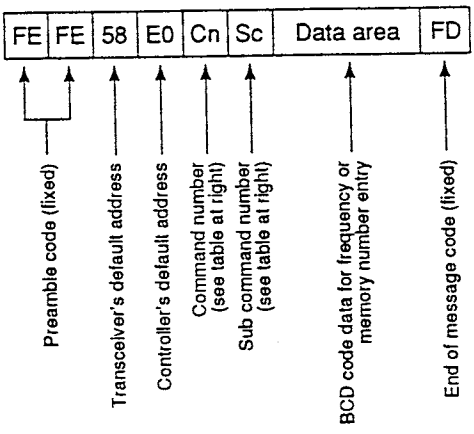 FE FE 58 E0 Cn Sc Data area FD
Preamble code (fixed)
Transceiver's default address
Controller's default address
Command number
(see table at right)
Sub command number
(see table at right)
BCD code data for frequency or
memory number entry
End of message code (fixed)